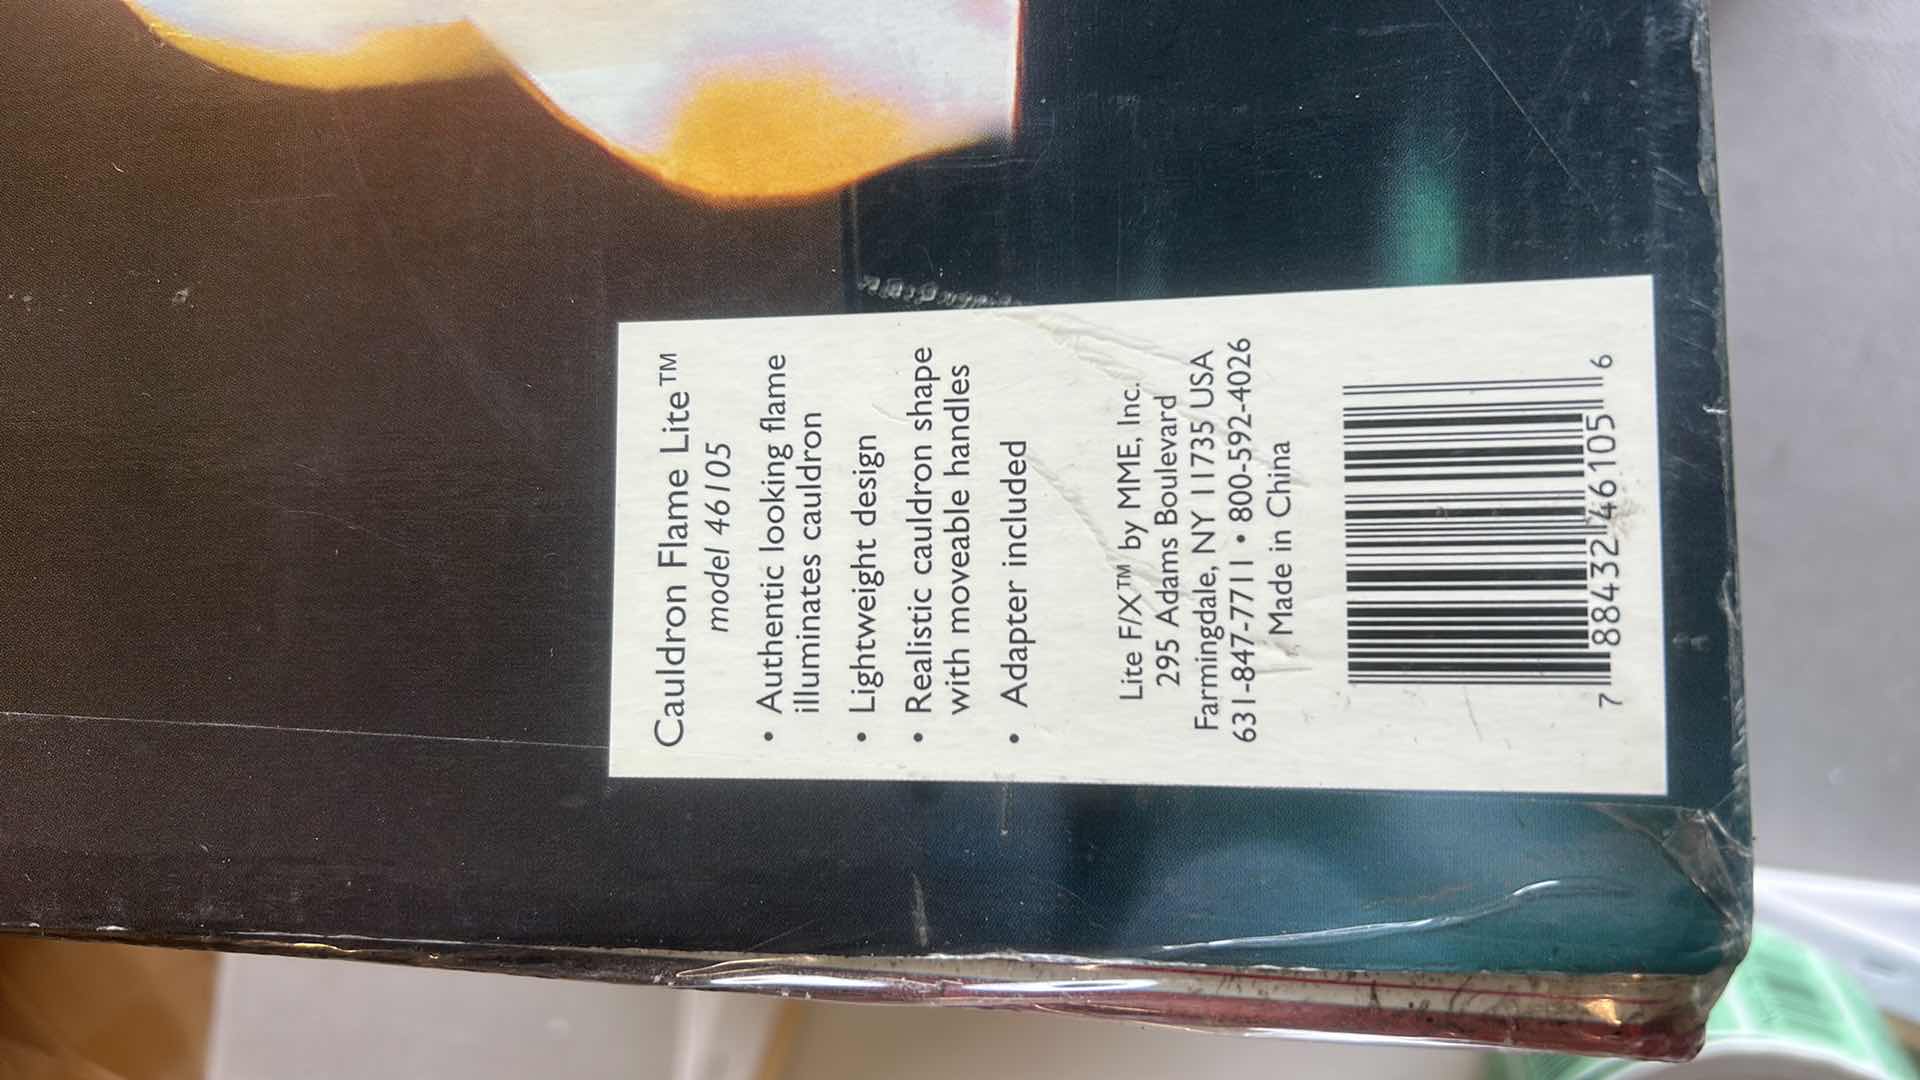 Cauldron Flame Lite™
model 46105
• Authentic looking flame
illuminates cauldron
• Lightweight design
• Realistic cauldron shape
with moveable handles
• Adapter included
Lite F/X™ by MME, Inc.
295 Adams Boulevard
Farmingdale, NY 11735 USA
631-847-7711 • 800-592-4026
Made in China
7 88432 46105 6